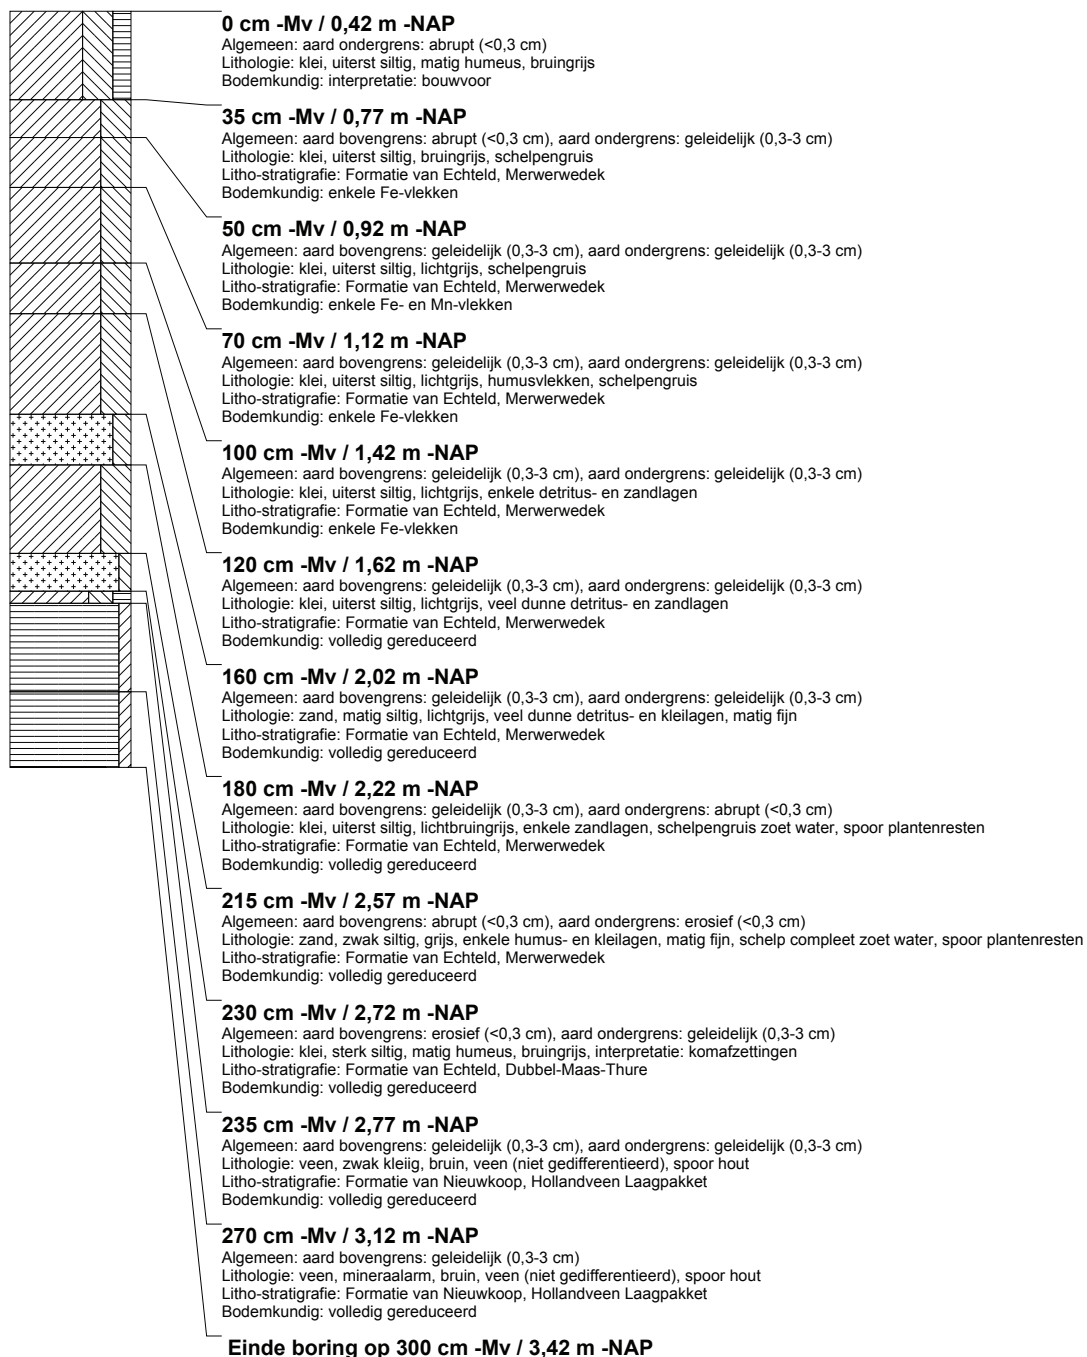 0 cm -Mv / 0,42 m -NAP
Algemeen: aard ondergrens: abrupt (<0,3 cm)
Lithologie: klei, uiterst siltig, matig humeus, bruingrijs
Bodemkundig: interpretatie: bouwvoor
35 cm -Mv / 0,77 m -NAP
Algemeen: aard bovengrens: abrupt (<0,3 cm), aard ondergrens: geleidelijk (0,3-3 cm)
Lithologie: klei, uiterst siltig, bruingrijs, schelpengruis
Litho-stratigrafie: Formatie van Echteld, Merwerwedek
Bodemkundig: enkele Fe-vlekken
50 cm -Mv / 0,92 m -NAP
Algemeen: aard bovengrens: geleidelijk (0,3-3 cm), aard ondergrens: geleidelijk (0,3-3 cm)
Lithologie: klei, uiterst siltig, lichtgrijs, schelpengruis
Litho-stratigrafie: Formatie van Echteld, Merwerwedek
Bodemkundig: enkele Fe- en Mn-vlekken
70 cm -Mv / 1,12 m -NAP
Algemeen: aard bovengrens: geleidelijk (0,3-3 cm), aard ondergrens: geleidelijk (0,3-3 cm)
Lithologie: klei, uiterst siltig, lichtgrijs, humusvlekken, schelpengruis
Litho-stratigrafie: Formatie van Echteld, Merwerwedek
Bodemkundig: enkele Fe-vlekken
100 cm -Mv / 1,42 m -NAP
Algemeen: aard bovengrens: geleidelijk (0,3-3 cm), aard ondergrens: geleidelijk (0,3-3 cm)
Lithologie: klei, uiterst siltig, lichtgrijs, enkele detritus- en zandlagen
Litho-stratigrafie: Formatie van Echteld, Merwerwedek
Bodemkundig: enkele Fe-vlekken
120 cm -Mv / 1,62 m -NAP
Algemeen: aard bovengrens: geleidelijk (0,3-3 cm), aard ondergrens: geleidelijk (0,3-3 cm)
Lithologie: klei, uiterst siltig, lichtgrijs, veel dunne detritus- en zandlagen
Litho-stratigrafie: Formatie van Echteld, Merwerwedek
Bodemkundig: volledig gereduceerd
160 cm -Mv / 2,02 m -NAP
Algemeen: aard bovengrens: geleidelijk (0,3-3 cm), aard ondergrens: geleidelijk (0,3-3 cm)
Lithologie: zand, matig siltig, lichtgrijs, veel dunne detritus- en kleilagen, matig fijn
Litho-stratigrafie: Formatie van Echteld, Merwerwedek
Bodemkundig: volledig gereduceerd
180 cm -Mv / 2,22 m -NAP
Algemeen: aard bovengrens: geleidelijk (0,3-3 cm), aard ondergrens: abrupt (<0,3 cm)
Lithologie: klei, uiterst siltig, lichtbruingrijs, enkele zandlagen, schelpengruis zoet water, spoor plantenresten
Litho-stratigrafie: Formatie van Echteld, Merwerwedek
Bodemkundig: volledig gereduceerd
215 cm -Mv / 2,57 m -NAP
Algemeen: aard bovengrens: abrupt (<0,3 cm), aard ondergrens: erosief (<0,3 cm)
Lithologie: zand, zwak siltig, grijs, enkele humus- en kleilagen, matig fijn, schelp compleet zoet water, spoor plantenresten
Litho-stratigrafie: Formatie van Echteld, Merwerwedek
Bodemkundig: volledig gereduceerd
230 cm -Mv / 2,72 m -NAP
Algemeen: aard bovengrens: erosief (<0,3 cm), aard ondergrens: geleidelijk (0,3-3 cm)
Lithologie: klei, sterk siltig, matig humeus, bruingrijs, interpretatie: komafzettingen
Litho-stratigrafie: Formatie van Echteld, Dubbel-Maas-Thure
Bodemkundig: volledig gereduceerd
235 cm -Mv / 2,77 m -NAP
Algemeen: aard bovengrens: geleidelijk (0,3-3 cm), aard ondergrens: geleidelijk (0,3-3 cm)
Lithologie: veen, zwak kleiig, bruin, veen (niet gedifferentieerd), spoor hout
Litho-stratigrafie: Formatie van Nieuwkoop, Hollandveen Laagpakket
Bodemkundig: volledig gereduceerd
270 cm -Mv / 3,12 m -NAP
Algemeen: aard bovengrens: geleidelijk (0,3-3 cm)
Lithologie: veen, mineraalarm, bruin, veen (niet gedifferentieerd), spoor hout
Litho-stratigrafie: Formatie van Nieuwkoop, Hollandveen Laagpakket
Bodemkundig: volledig gereduceerd
Einde boring op 300 cm -Mv / 3,42 m -NAP